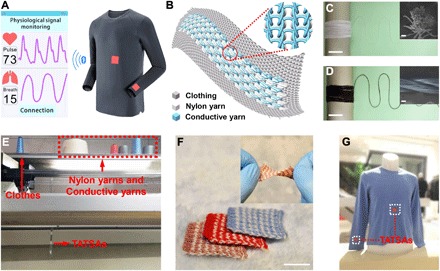 A
Physiological signal
monitoring
Pulse
73
Breath
15
Connection
B
Clothing
Nylon yarn
Conductive yarn
C
D
E
Clothes
Nylon yarns and
Conductive yarns
TATSAs
F
G
TATSAs